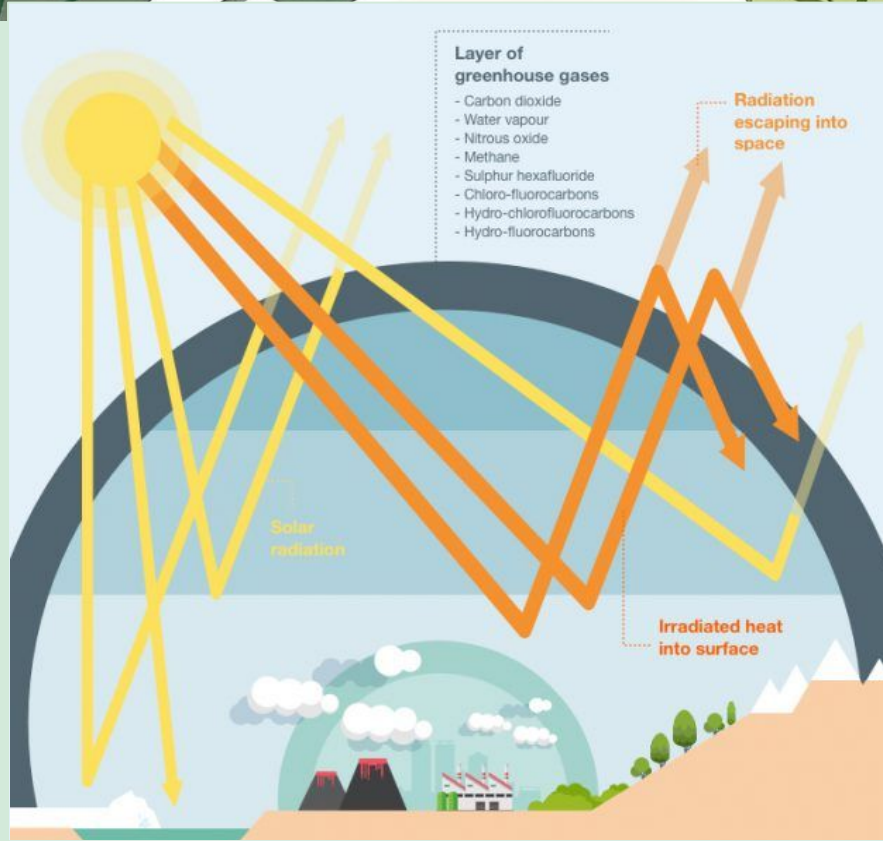 Layer of
greenhouse gases
- Carbon dioxide
- Water vapour
- Nitrous oxide
- Methane
- Sulphur hexafluoride
- Chloro-fluorocarbons
- Hydro-chlorofluorocarbons
- Hydro-fluorocarbons
Radiation
escaping into
space
Solar
radiation
Irradiated heat
into surface